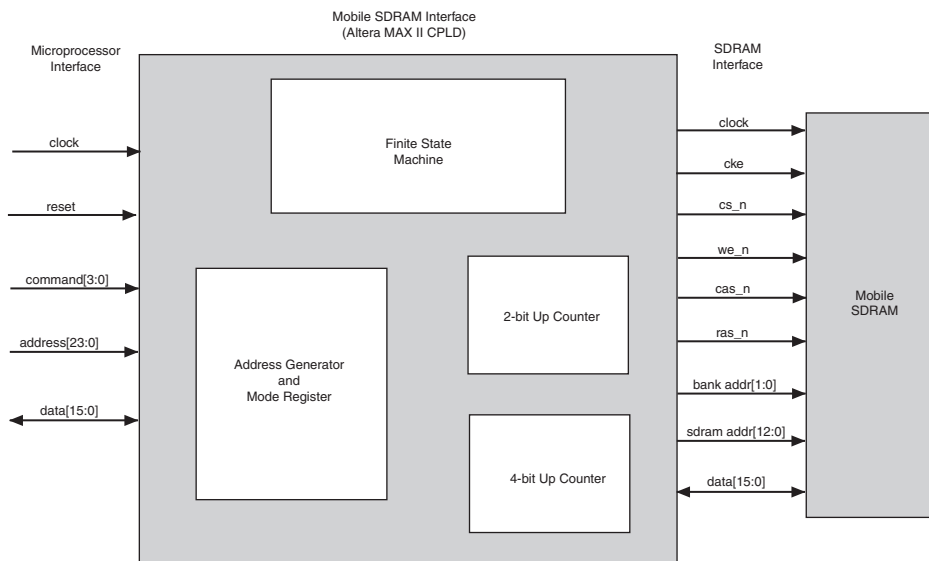 Mobile SDRAM Interface
(Altera MAX II CPLD)
Microprocessor
Interface
SDRAM
Interface
clock
reset
command[3:0]
address[23:0]
data[15:0]
Finite State
Machine
Address Generator
and
Mode Register
2-bit Up Counter
4-bit Up Counter
clock
cke
cs_n
we_n
cas_n
ras_n
bank addr[1:0]
sdram addr[12:0]
data[15:0]
Mobile
SDRAM